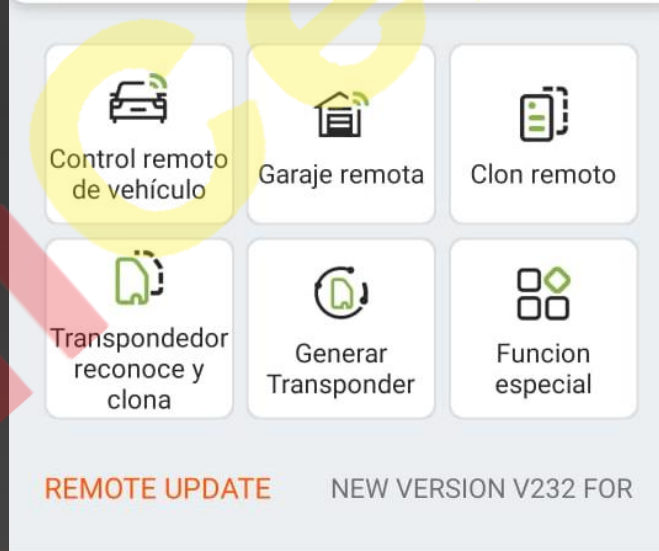 Control remoto
de vehículo
Garaje remota
Clon remoto
Transpondedor
reconoce y
clona
Generar
Transponder
Funcion
especial
REMOTE UPDATE
NEW VERSION V232 FOR